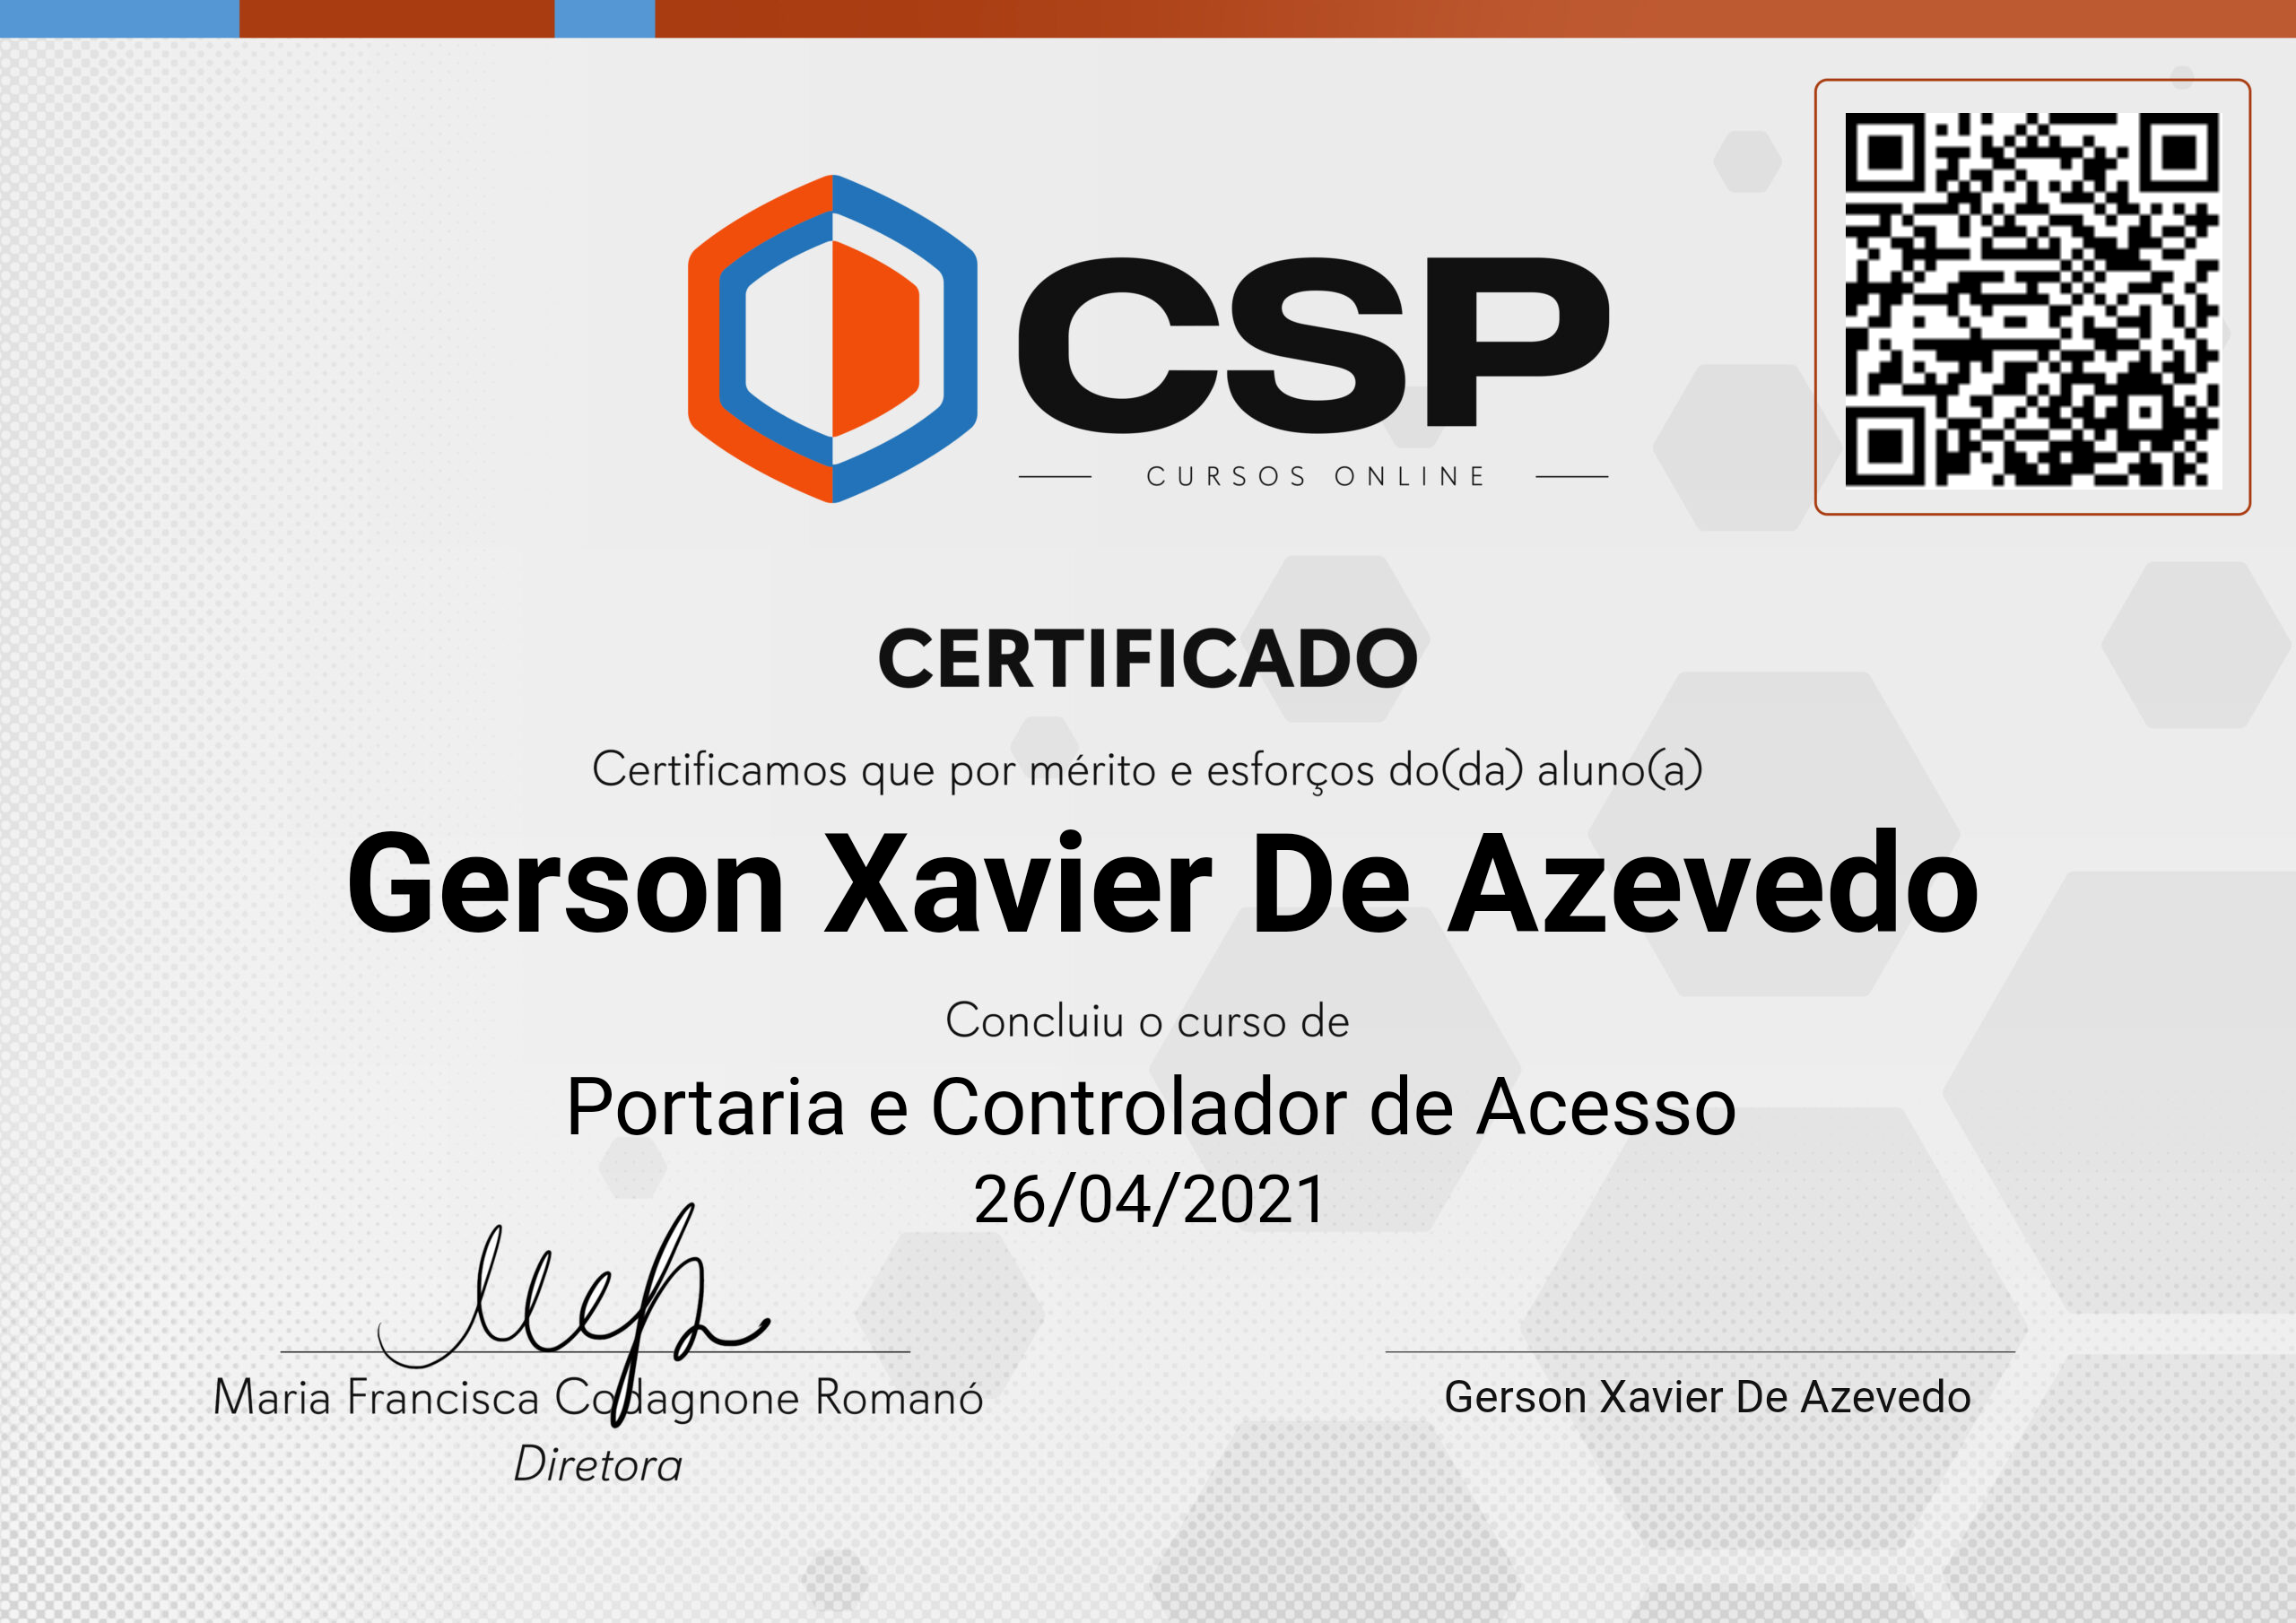 CSP
CURSOS ONLINE
CERTIFICADO
Certificamos que por mérito e esforços do(da) aluno(a)
Gerson Xavier De Azevedo
Concluiu o curso de
Portaria e Controlador de Acesso
26/04/2021
Maria Francisca Codagnone Romanó
Diretora
Gerson Xavier De Azevedo